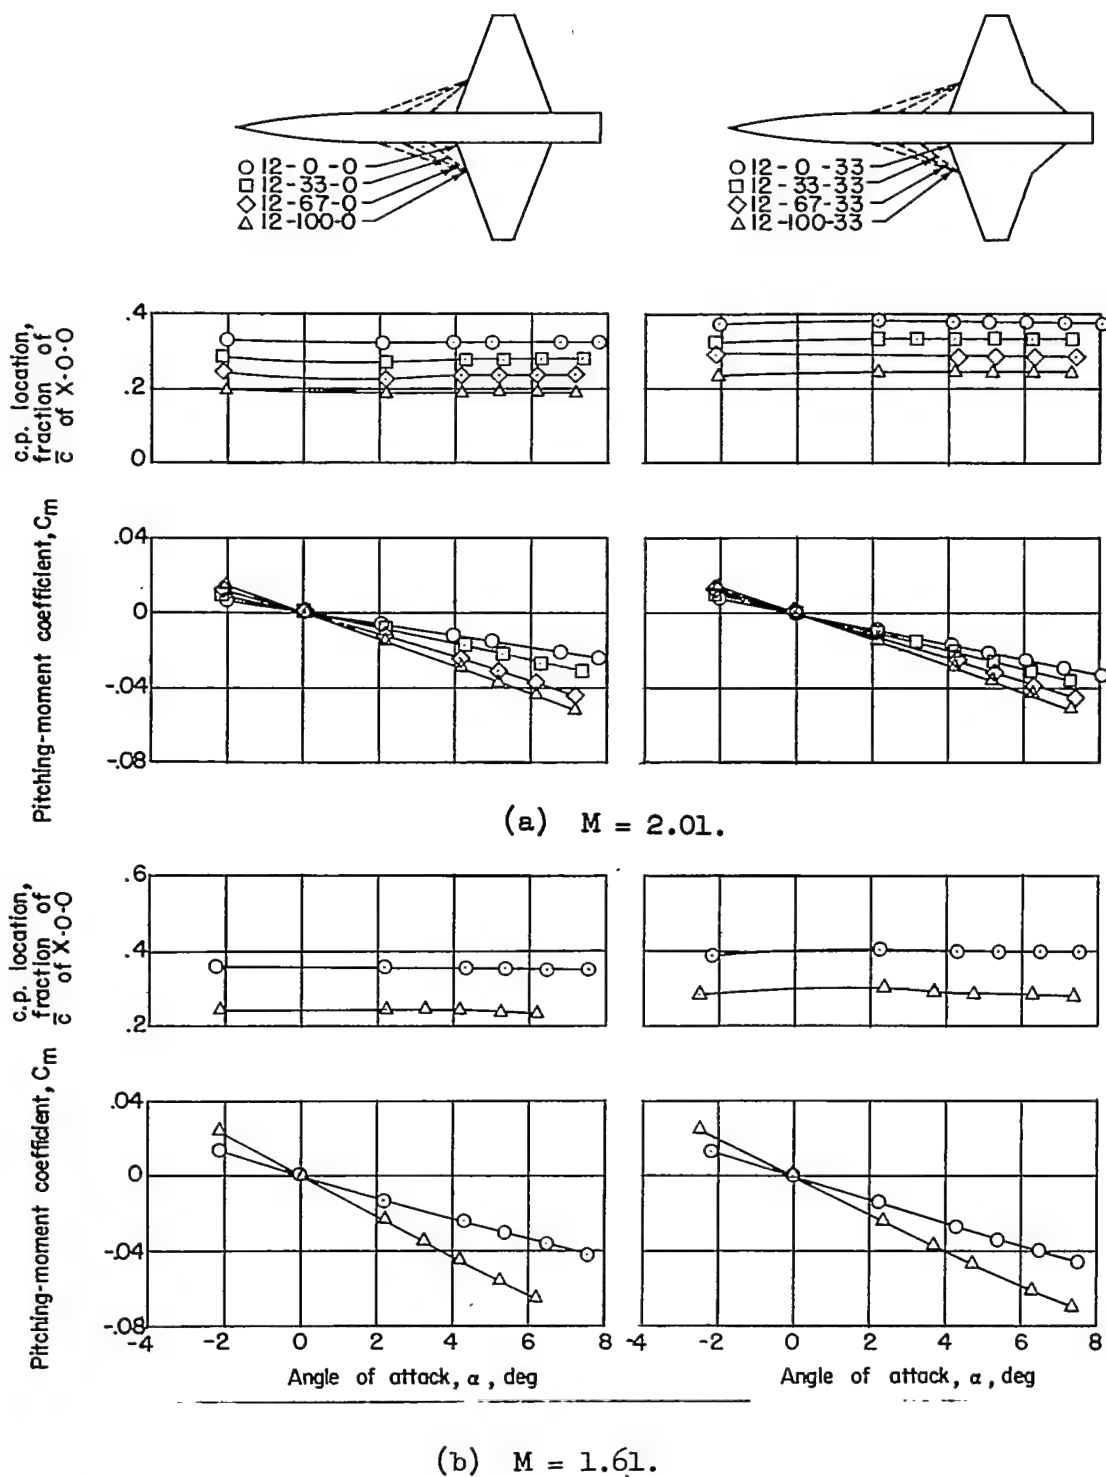 12-0-0
12-33-0
12-67-0
12-100-0
12-0-33
12-33-33
12-67-33
12-100-33
c.p. location,
fraction of
c̅ of X-0-0
.4
.2
0
Pitching-moment coefficient, Cm
.04
0
-.04
-.08
(a) M = 2.01.
c.p. location,
fraction of
c̅ of X-0-0
.6
.4
.2
Pitching-moment coefficient, Cm
.04
0
-.04
-.08
-4 -2 0 2 4 6 8
-4 -2 0 2 4 6 8
Angle of attack, α, deg
Angle of attack, α, deg
(b) M = 1.61.